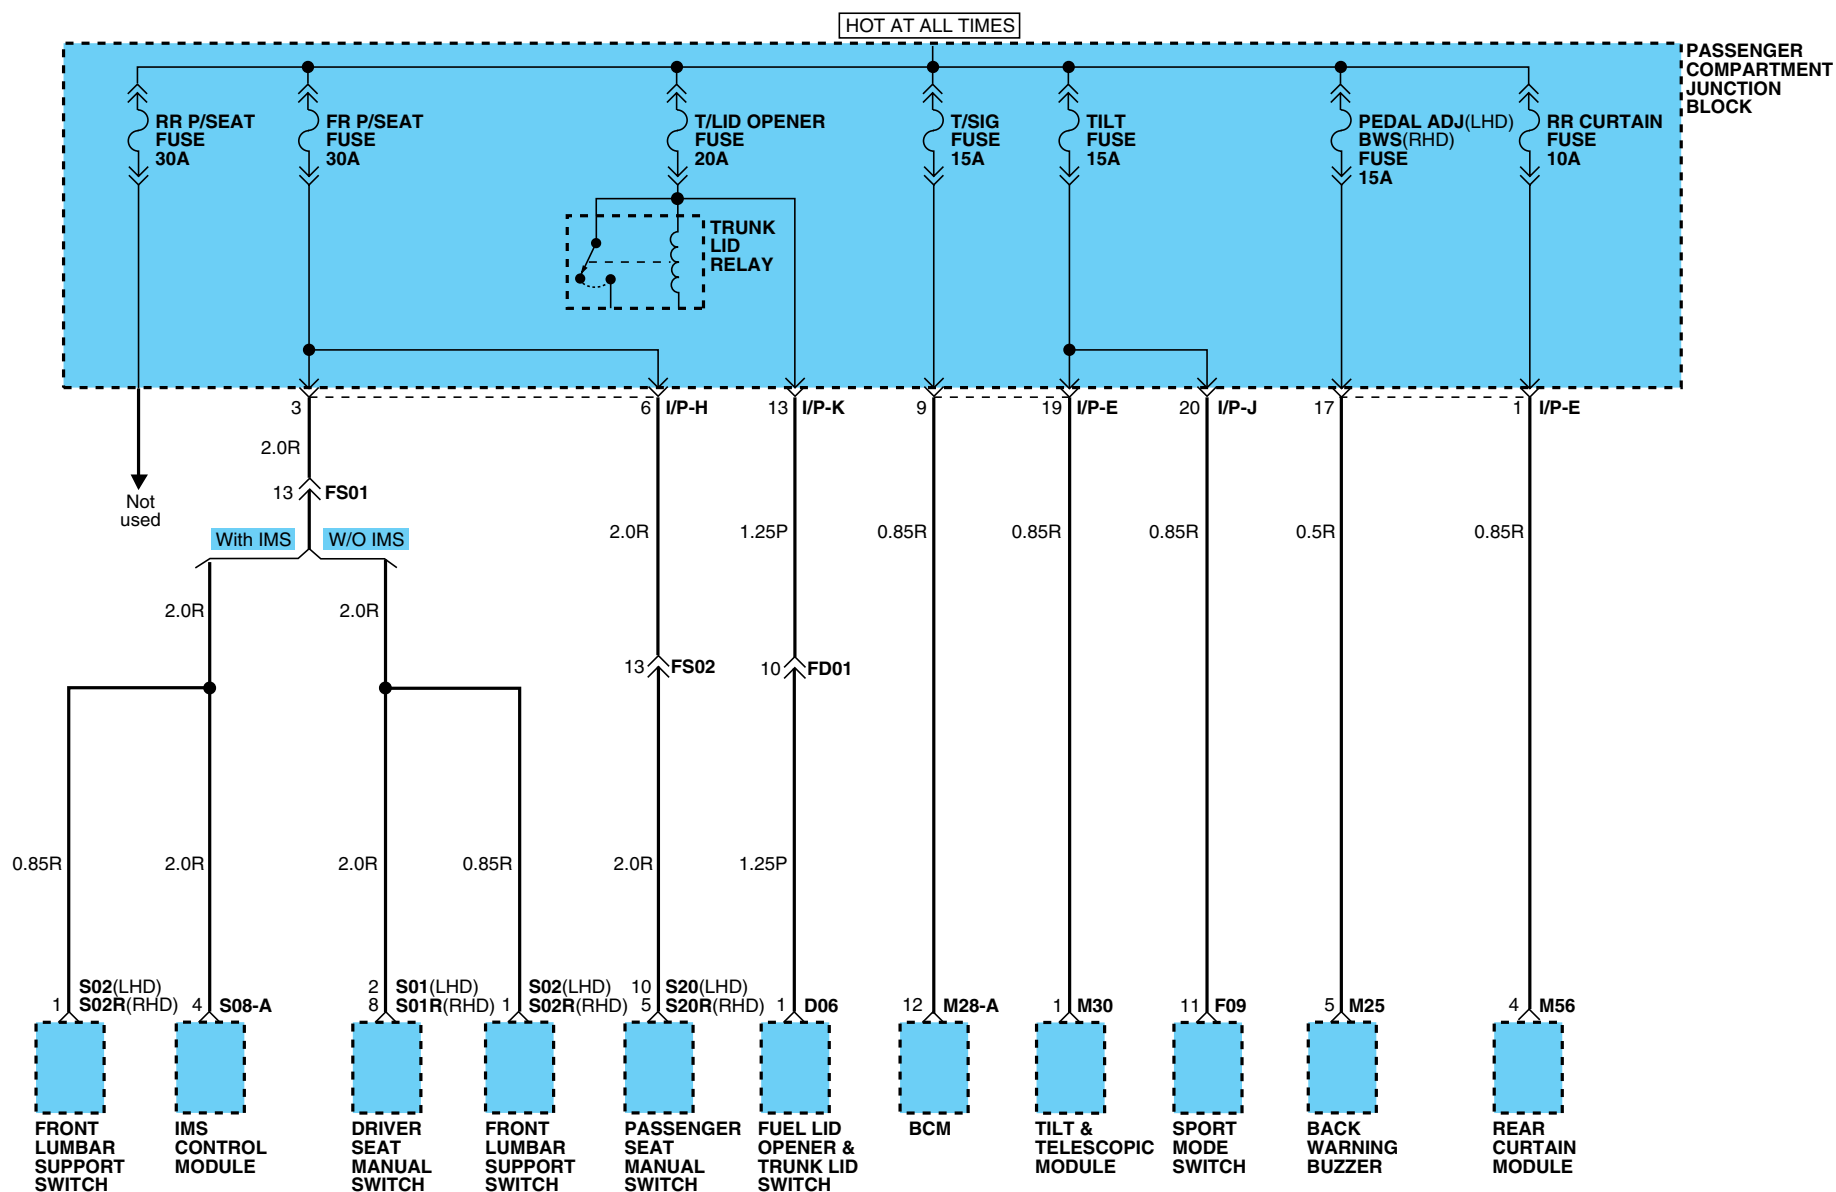 HOT AT ALL TIMES
PASSENGER
COMPARTMENT
JUNCTION
BLOCK
RR P/SEAT
FUSE
30A
FR P/SEAT
FUSE
30A
T/LID OPENER
FUSE
20A
T/SIG
FUSE
15A
TILT
FUSE
15A
PEDAL ADJ(LHD)
BWS(RHD)
FUSE
15A
RR CURTAIN
FUSE
10A
TRUNK
LID
RELAY
3
6 I/P-H
13 I/P-K
9
19 I/P-E
20 I/P-J
17
1 I/P-E
2.0R
13 FS01
Not
used
With IMS
W/O IMS
2.0R
1.25P
0.85R
0.85R
0.85R
0.5R
0.85R
2.0R
2.0R
13 FS02
10 FD01
0.85R
2.0R
2.0R
0.85R
2.0R
1.25P
S02(LHD)
1 S02R(RHD)
4 S08-A
2 S01(LHD)
8 S01R(RHD)
S02(LHD)
1 S02R(RHD)
10 S20(LHD)
5 S20R(RHD)
1 D06
12 M28-A
1 M30
11 F09
5 M25
4 M56
FRONT
LUMBAR
SUPPORT
SWITCH
IMS
CONTROL
MODULE
DRIVER
SEAT
MANUAL
SWITCH
FRONT
LUMBAR
SUPPORT
SWITCH
PASSENGER
SEAT
MANUAL
SWITCH
FUEL LID
OPENER &
TRUNK LID
SWITCH
BCM
TILT &
TELESCOPIC
MODULE
SPORT
MODE
SWITCH
BACK
WARNING
BUZZER
REAR
CURTAIN
MODULE